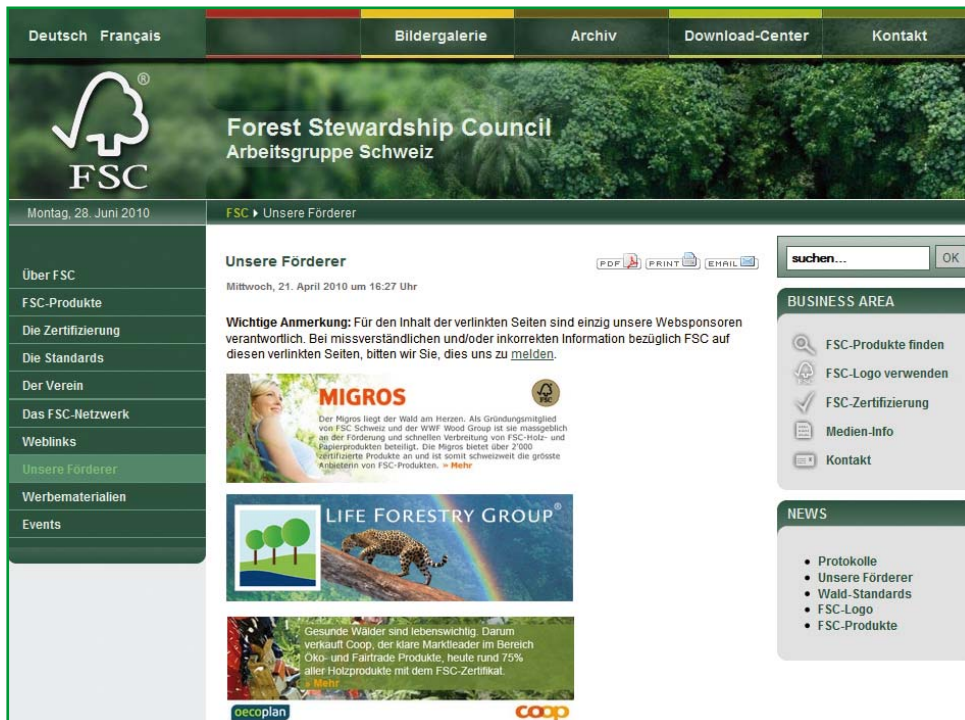 Deutsch Français
Bildergalerie
Archiv
Download-Center
Kontakt
®
FSC
Forest Stewardship Council
Arbeitsgruppe Schweiz
Montag, 28. Juni 2010
FSC Unsere Förderer
Über FSC
FSC-Produkte
Die Zertifizierung
Die Standards
Der Verein
Das FSC-Netzwerk
Weblinks
Unsere Förderer
Werbematerialien
Events
Unsere Förderer
PDF PRINT EMAIL
Mittwoch, 21. April 2010 um 16:27 Uhr
Wichtige Anmerkung: Für den Inhalt der verlinkten Seiten sind einzig unsere Websponsoren
verantwortlich. Bei missverständlichen und/oder inkorrekten Information bezüglich FSC auf
diesen verlinkten Seiten, bitten wir Sie, dies uns zu melden.
MIGROS
FSC
Der Migros liegt der Wald am Herzen. Als Gründungsmitglied
von FSC Schweiz und der WWF Wood Group ist sie massgeblich
an der Förderung und schnellen Verbreitung von FSC-Holz- und
Papierprodukten beteiligt. Die Migros bietet über 2'000
zertifizierte Produkte an und ist somit schweizweit die grösste
Anbieterin von FSC-Produkten. » Mehr
LIFE FORESTRY GROUP®
Gesunde Wälder sind lebenswichtig. Darum
verkauft Coop, der klare Marktleader im Bereich
Öko- und Fairtrade Produkte, heute rund 75%
aller Holzprodukte mit dem FSC-Zertifikat.
» Mehr
oecoplan
coop
suchen...
OK
BUSINESS AREA
FSC-Produkte finden
FSC-Logo verwenden
FSC-Zertifizierung
Medien-Info
Kontakt
NEWS
• Protokolle
• Unsere Förderer
• Wald-Standards
• FSC-Logo
• FSC-Produkte